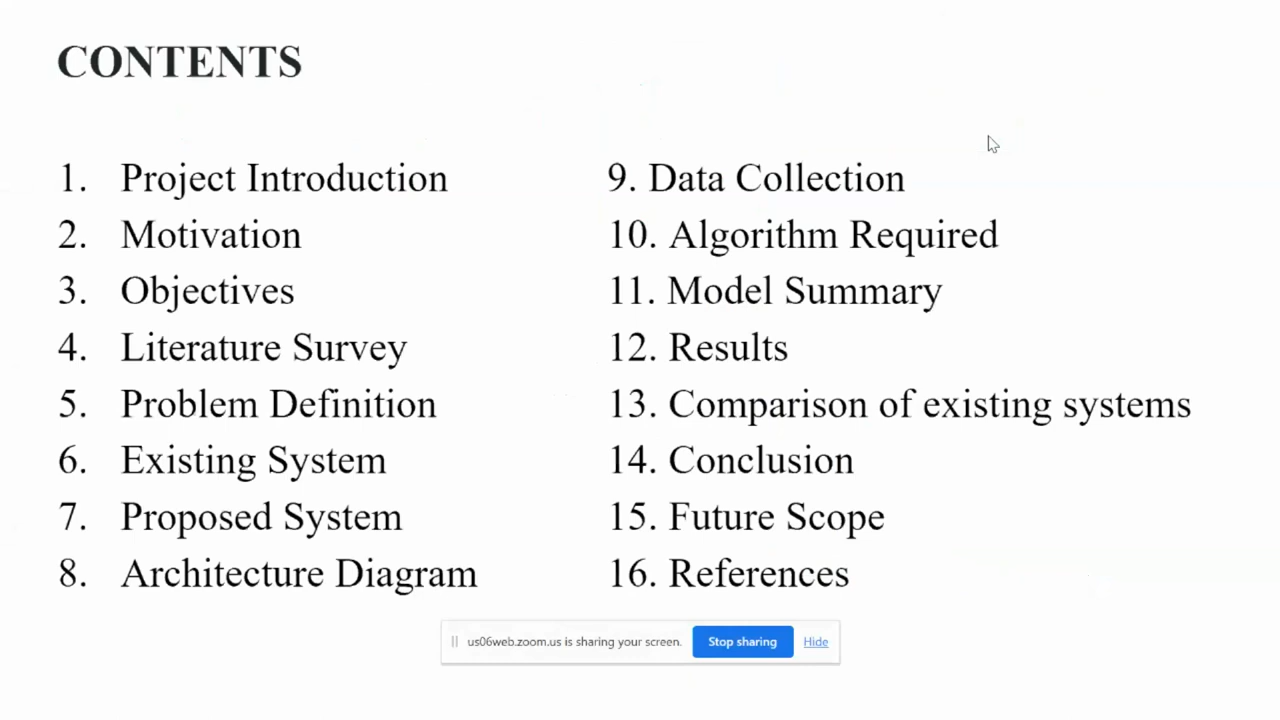 CONTENTS
1. Project Introduction
2. Motivation
3. Objectives
4. Literature Survey
5. Problem Definition
6. Existing System
7. Proposed System
8. Architecture Diagram
9. Data Collection
10. Algorithm Required
11. Model Summary
12. Results
13. Comparison of existing systems
14. Conclusion
15. Future Scope
16. References
us06web.zoom.us is sharing your screen. Stop sharing Hide